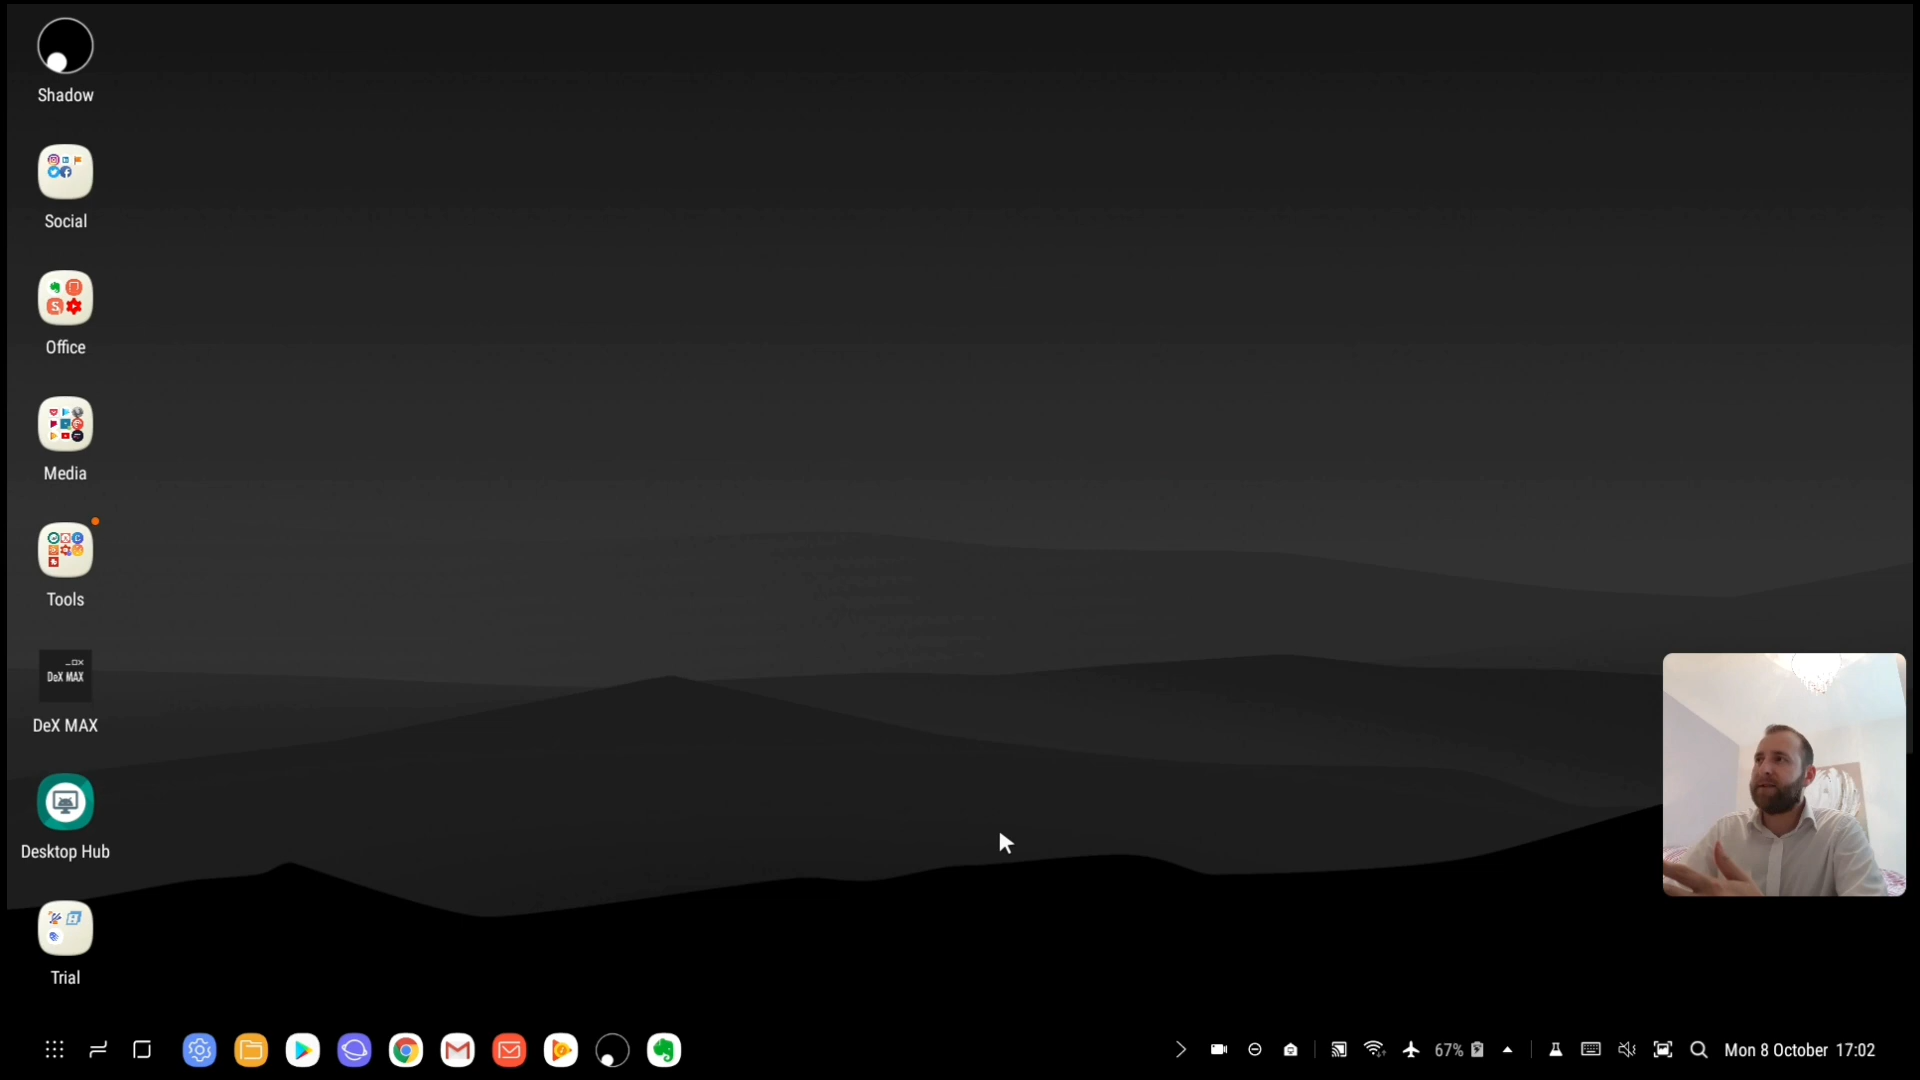 Shadow
Social
Office
Media
Tools
DeX MAX
DeX MAX
Desktop Hub
Trial
67%
Mon 8 October 17:02